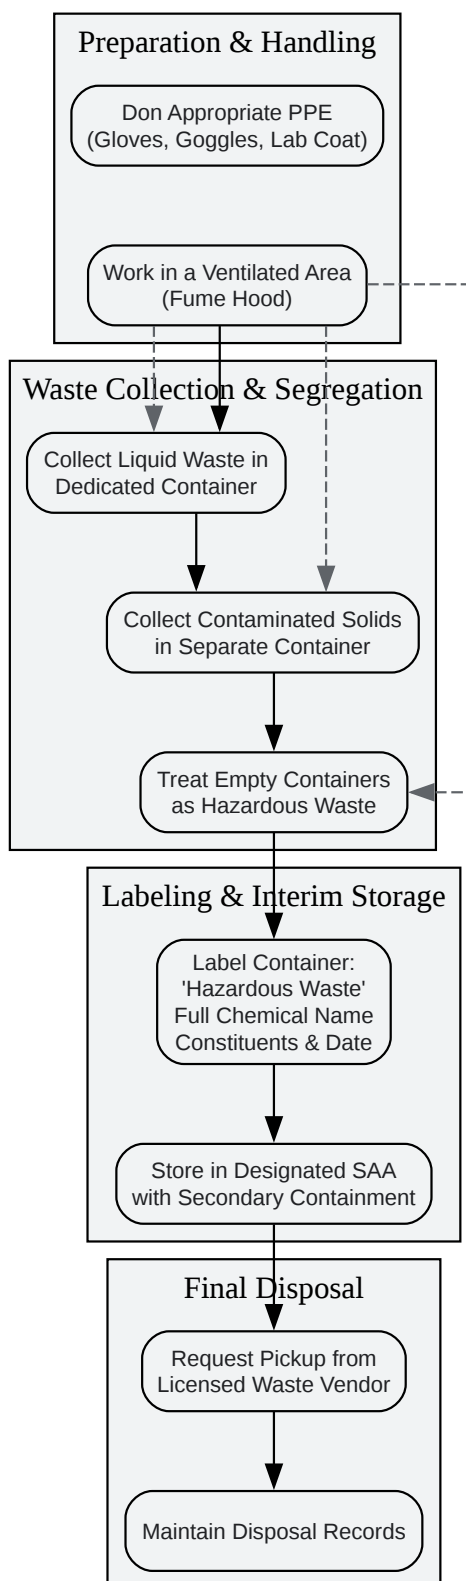 Preparation & Handling
Don Appropriate PPE
(Gloves, Goggles, Lab Coat)
Work in a Ventilated Area
(Fume Hood)
Waste Collection & Segregation
Collect Liquid Waste in
Dedicated Container
Collect Contaminated Solids
in Separate Container
Treat Empty Containers
as Hazardous Waste
Labeling & Interim Storage
Label Container:
'Hazardous Waste'
Full Chemical Name
Constituents & Date
Store in Designated SAA
with Secondary Containment
Final Disposal
Request Pickup from
Licensed Waste Vendor
Maintain Disposal Records